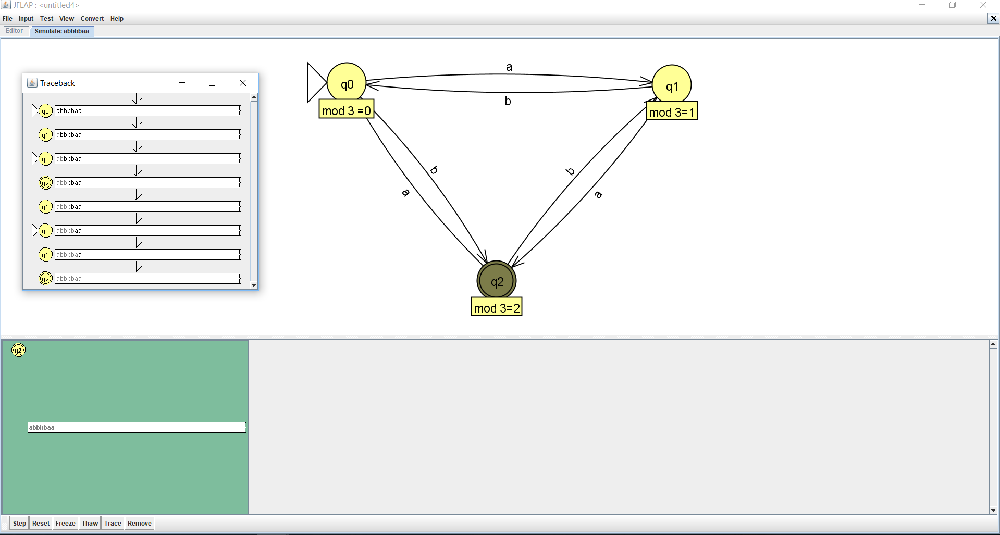 JFLAP : <untitled4>
File Input Test View Convert Help
Editor Simulate: abbbbaa
Traceback
q0 abbbbaa
q1 abbbbaa
q0 abbbbaa
q2 abbbbaa
q1 abbbbaa
q0 abbbbaa
q1 abbbbaa
q2 abbbbaa
a
q0
q1
b
mod 3 =0
mod 3=1
b
b
a
a
q2
mod 3=2
q2
abbbbaa
Step Reset Freeze Thaw Trace Remove